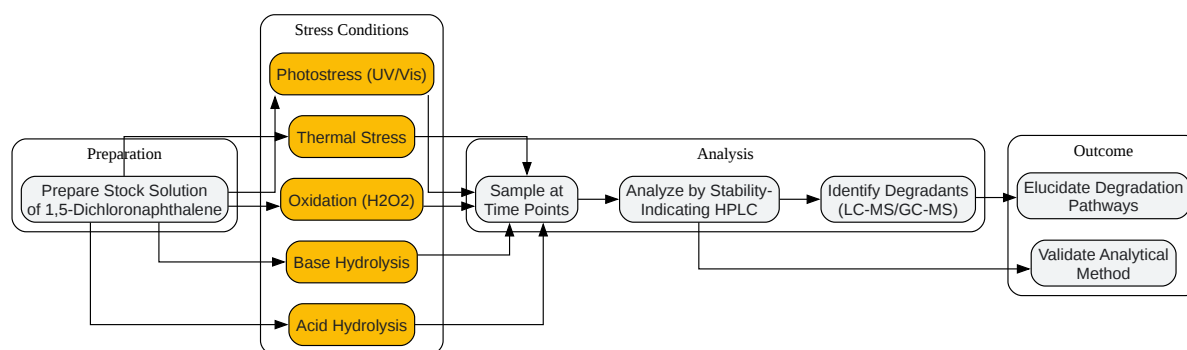 Stress Conditions
Photostress (UV/Vis)
Thermal Stress
Preparation
Analysis
Outcome
Prepare Stock Solution
of 1,5-Dichloronaphthalene
Oxidation (H2O2)
Sample at
Time Points
Analyze by Stability-
Indicating HPLC
Identify Degradants
(LC-MS/GC-MS)
Elucidate Degradation
Pathways
Base Hydrolysis
Validate Analytical
Method
Acid Hydrolysis